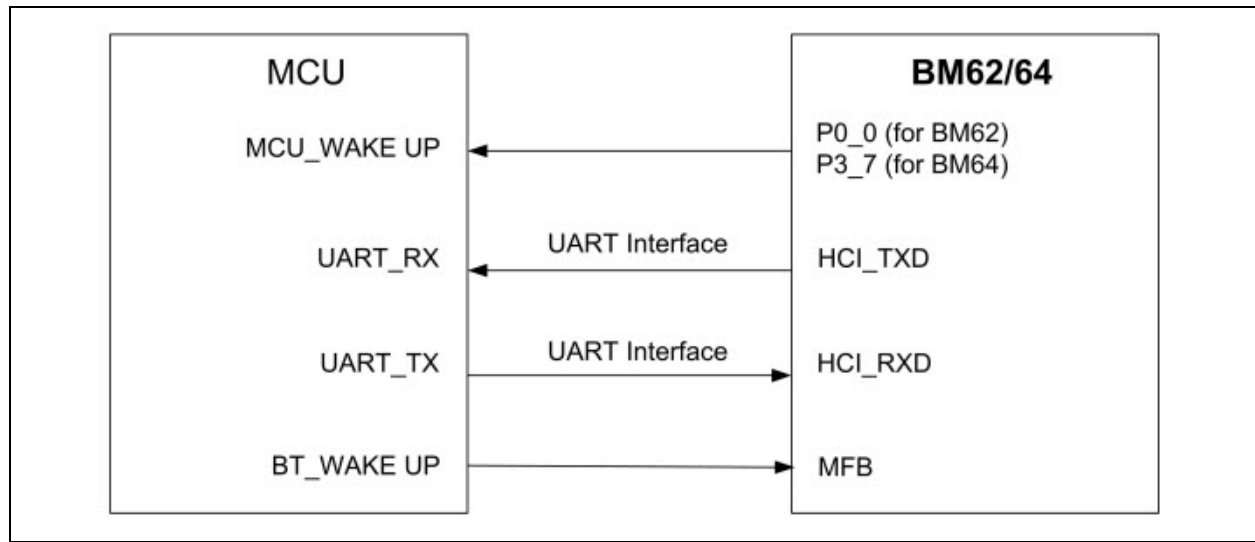 MCU
BM62/64
MCU_WAKE UP
P0_0 (for BM62)
P3_7 (for BM64)
UART_RX
UART Interface
HCI_TXD
UART_TX
UART Interface
HCI_RXD
BT_WAKE UP
MFB